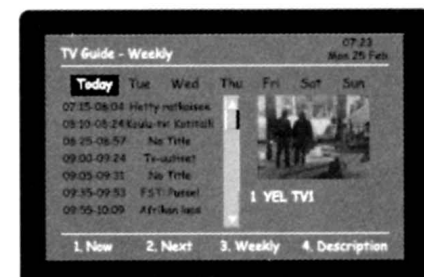 07:23
TV Guide - Weekly
Mon 25 Feb
Today Tue Wed Thu Fri Sat Sun
07:15-08:04 Hetty ratkaisee
08:10-08:24 Koulu-tv:
08:25-08:57 No Title
09:00-09:24 Tv-uutiset
09:05-09:31 No Title
09:35-09:53 FST:
09:55-10:09 Afrikan
1 YEL TV1
1. Now 2. Next 3. Weekly 4. Description